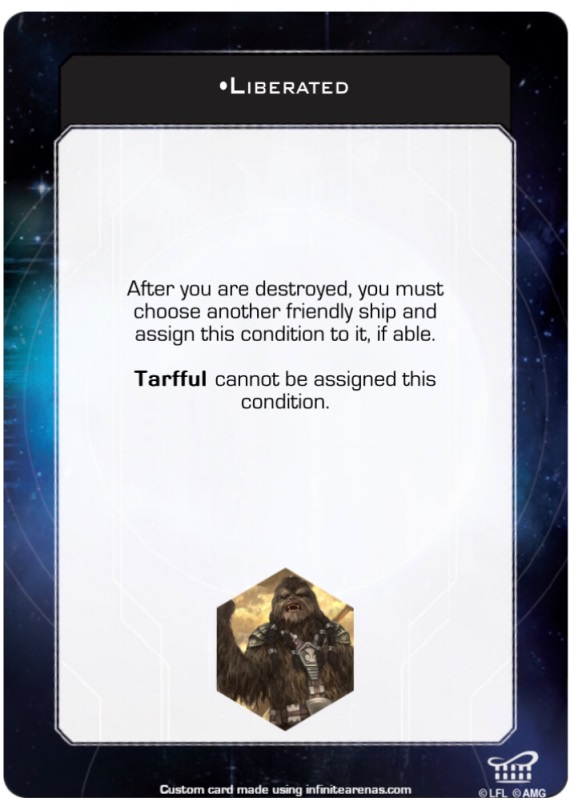 •Liberated
After you are destroyed, you must
choose another friendly ship and
assign this condition to it, if able.
Tarfful cannot be assigned this
condition.
Custom card made using infinitearenas.com
© LFL © AMG